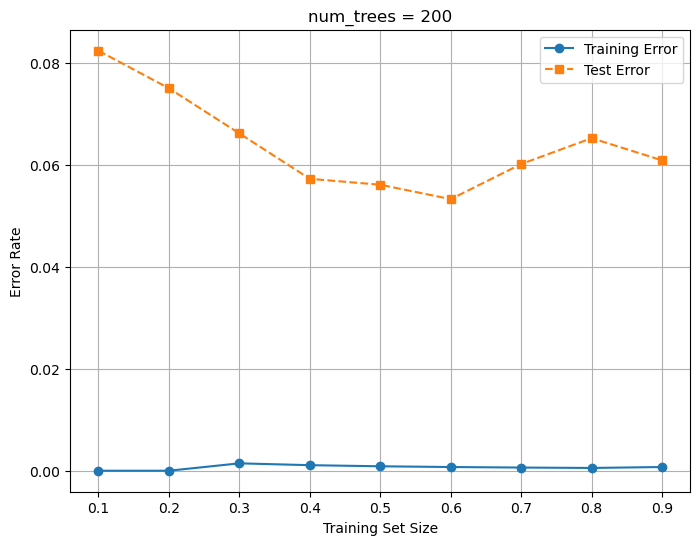 num_trees = 200
Training Error
Test Error
Error Rate
0.08
0.06
0.04
0.02
0.00
0.1 0.2 0.3 0.4 0.5 0.6 0.7 0.8 0.9
Training Set Size